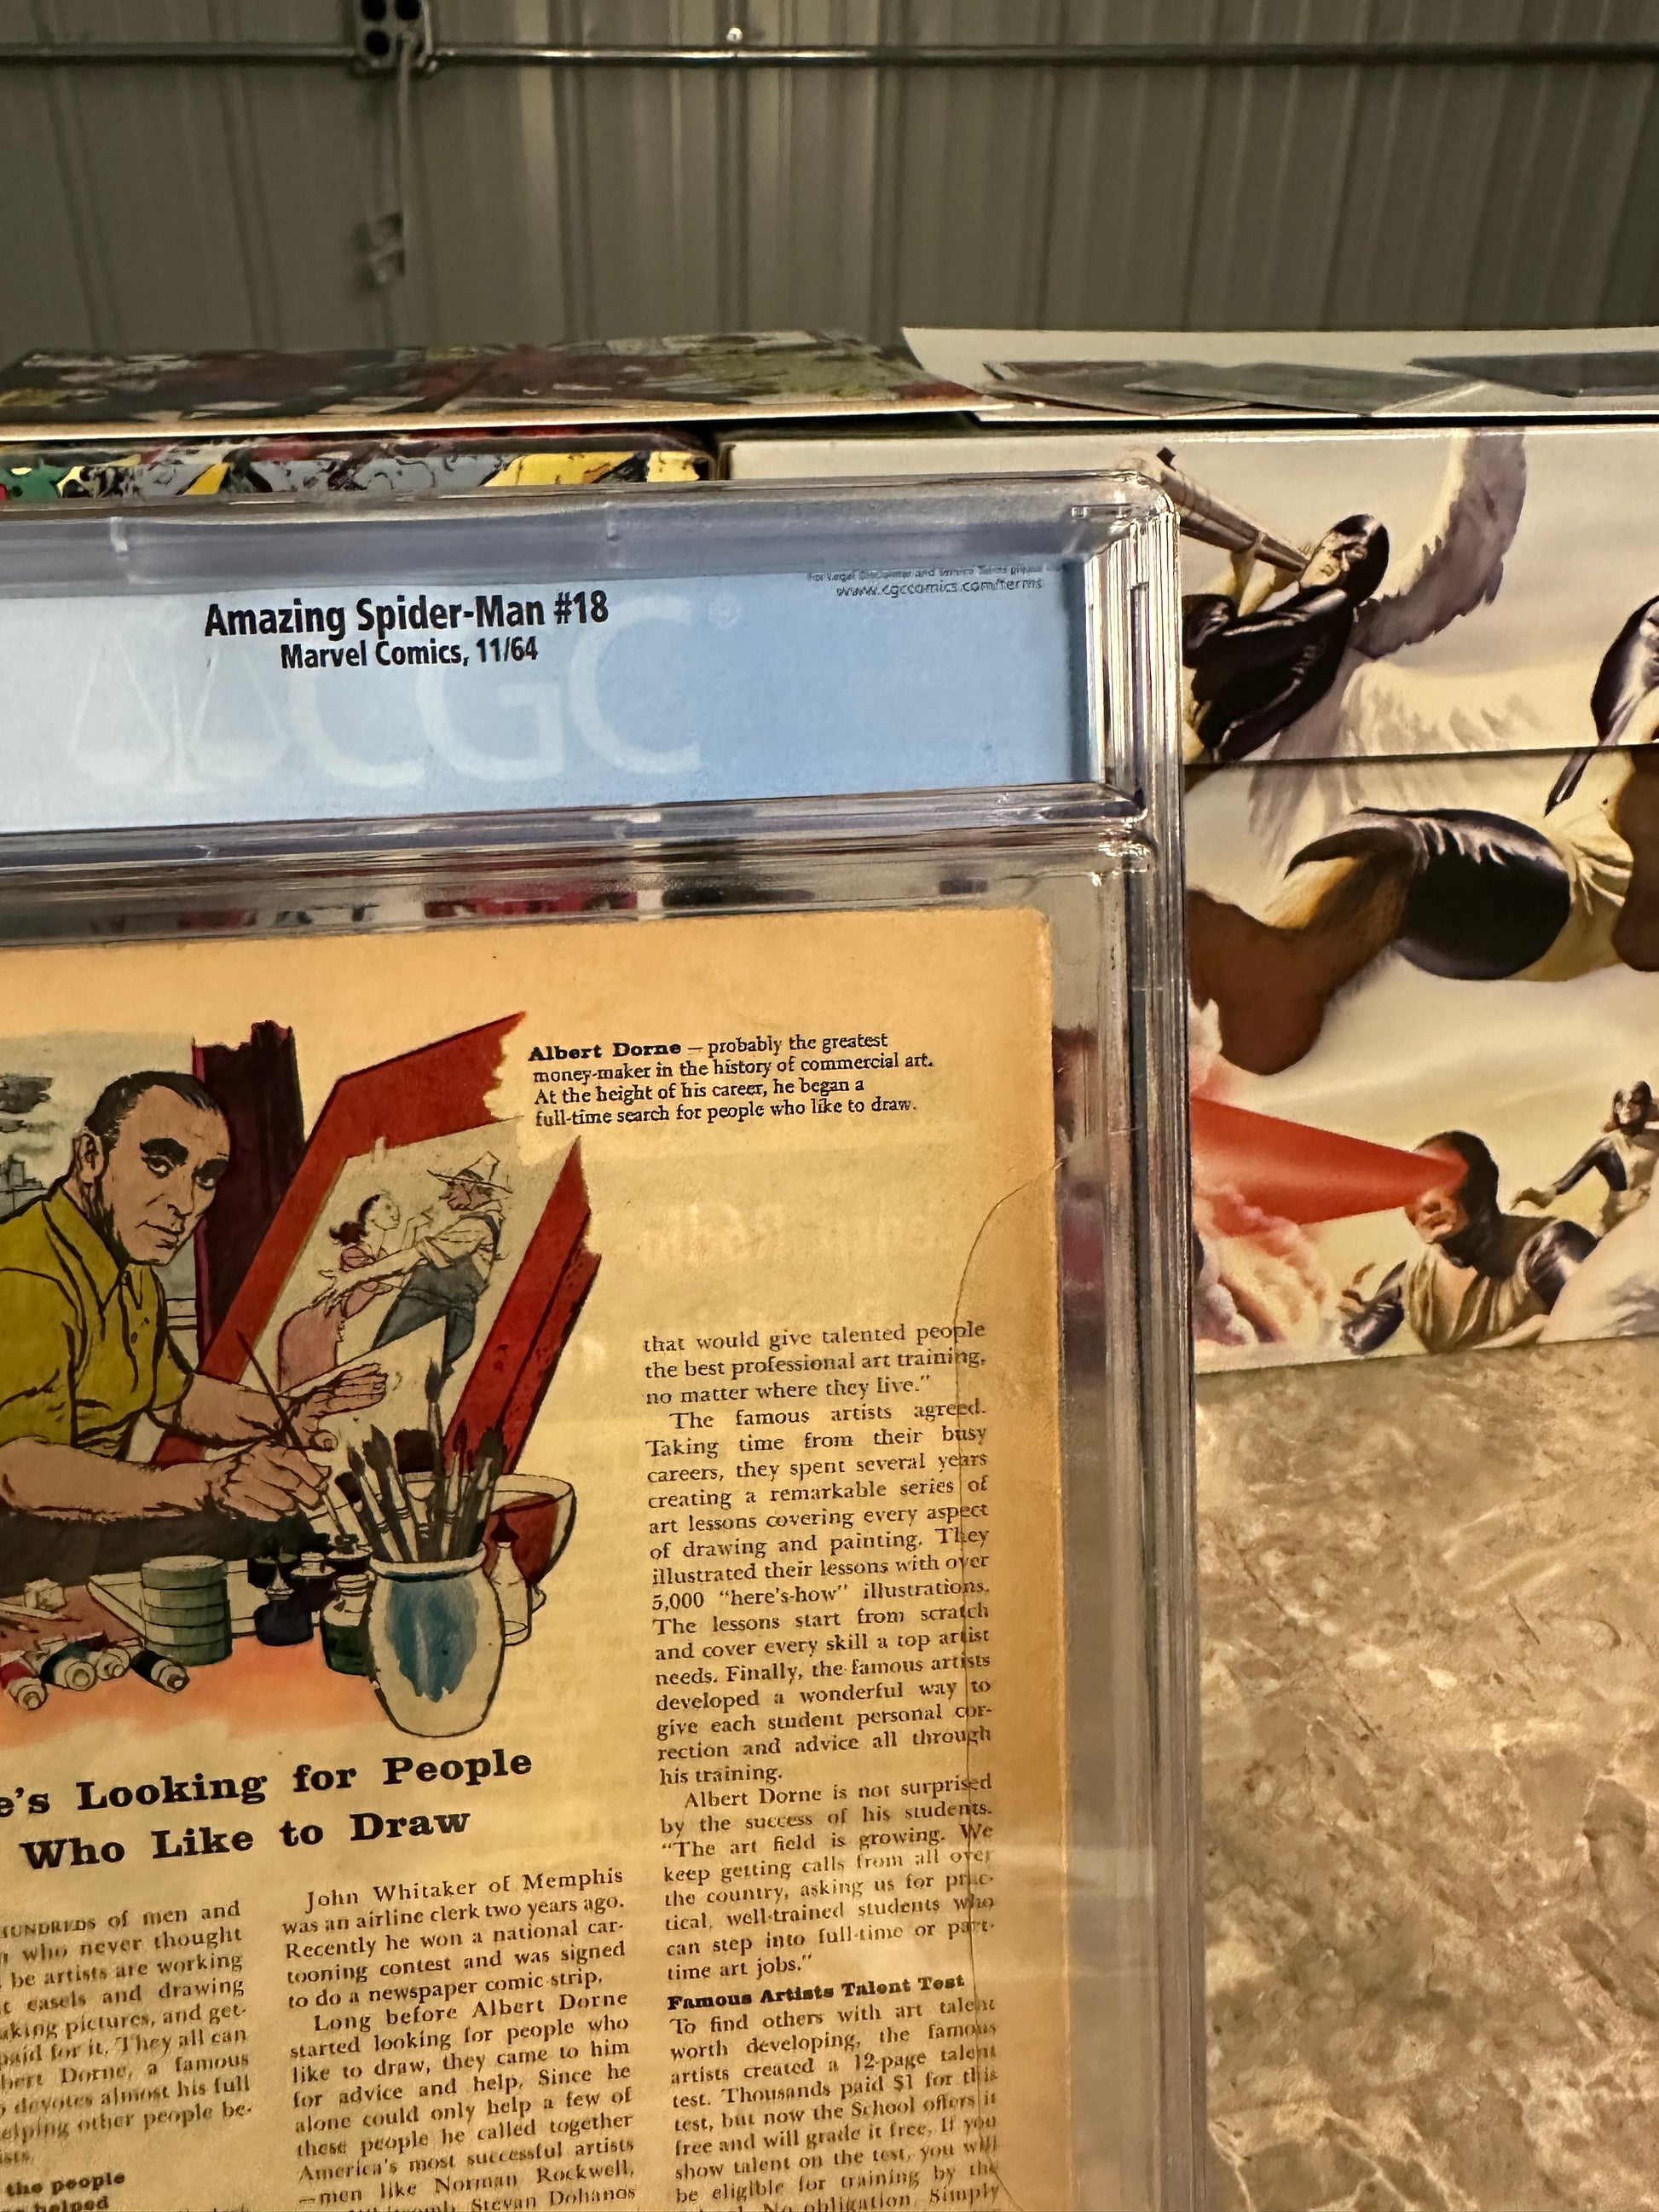 Amazing Spider-Man #18
Marvel Comics, 11/64
www.cgccomics.com/terms
CGC
Albert Dorne — probably the greatest
money-maker in the history of commercial art.
At the height of his career, he began a
full-time search for people who like to draw.
e's Looking for People
Who Like to Draw
HUNDREDS of men and
who never thought
be artists are working
easels and drawing
pictures, and get-
paid for it. They all can
Dorne, a famous
devotes almost his full
helping other people be-
the people
helped
John Whitaker of Memphis
was an airline clerk two years ago.
Recently he won a national car-
tooning contest and was signed
to do a newspaper comic strip.
Long before Albert Dorne
started looking for people who
like to draw, they came to him
for advice and help. Since he
alone could only help a few of
these people he called together
America's most successful artists
—men like Norman Rockwell,
Stevan Dohanos
that would give talented people
the best professional art training,
no matter where they live."
The famous artists agreed.
Taking time from their busy
careers, they spent several years
creating a remarkable series of
art lessons covering every aspect
of drawing and painting. They
illustrated their lessons with over
5,000 "here's-how" illustrations.
The lessons start from scratch
and cover every skill a top artist
needs. Finally, the famous artists
developed a wonderful way to
give each student personal cor-
rection and advice all through
his training.
Albert Dorne is not surprised
by the success of his students.
"The art field is growing. We
keep getting calls from all over
the country, asking us for prac-
tical, well-trained students who
can step into full-time or part-
time art jobs."
Famous Artists Talent Test
To find others with art talent
worth developing, the famous
artists created a 12-page talent
test. Thousands paid $1 for this
test, but now the School offers it
free and will grade it free. If you
show talent on the test, you will
be eligible for training by the
No obligation. Simply